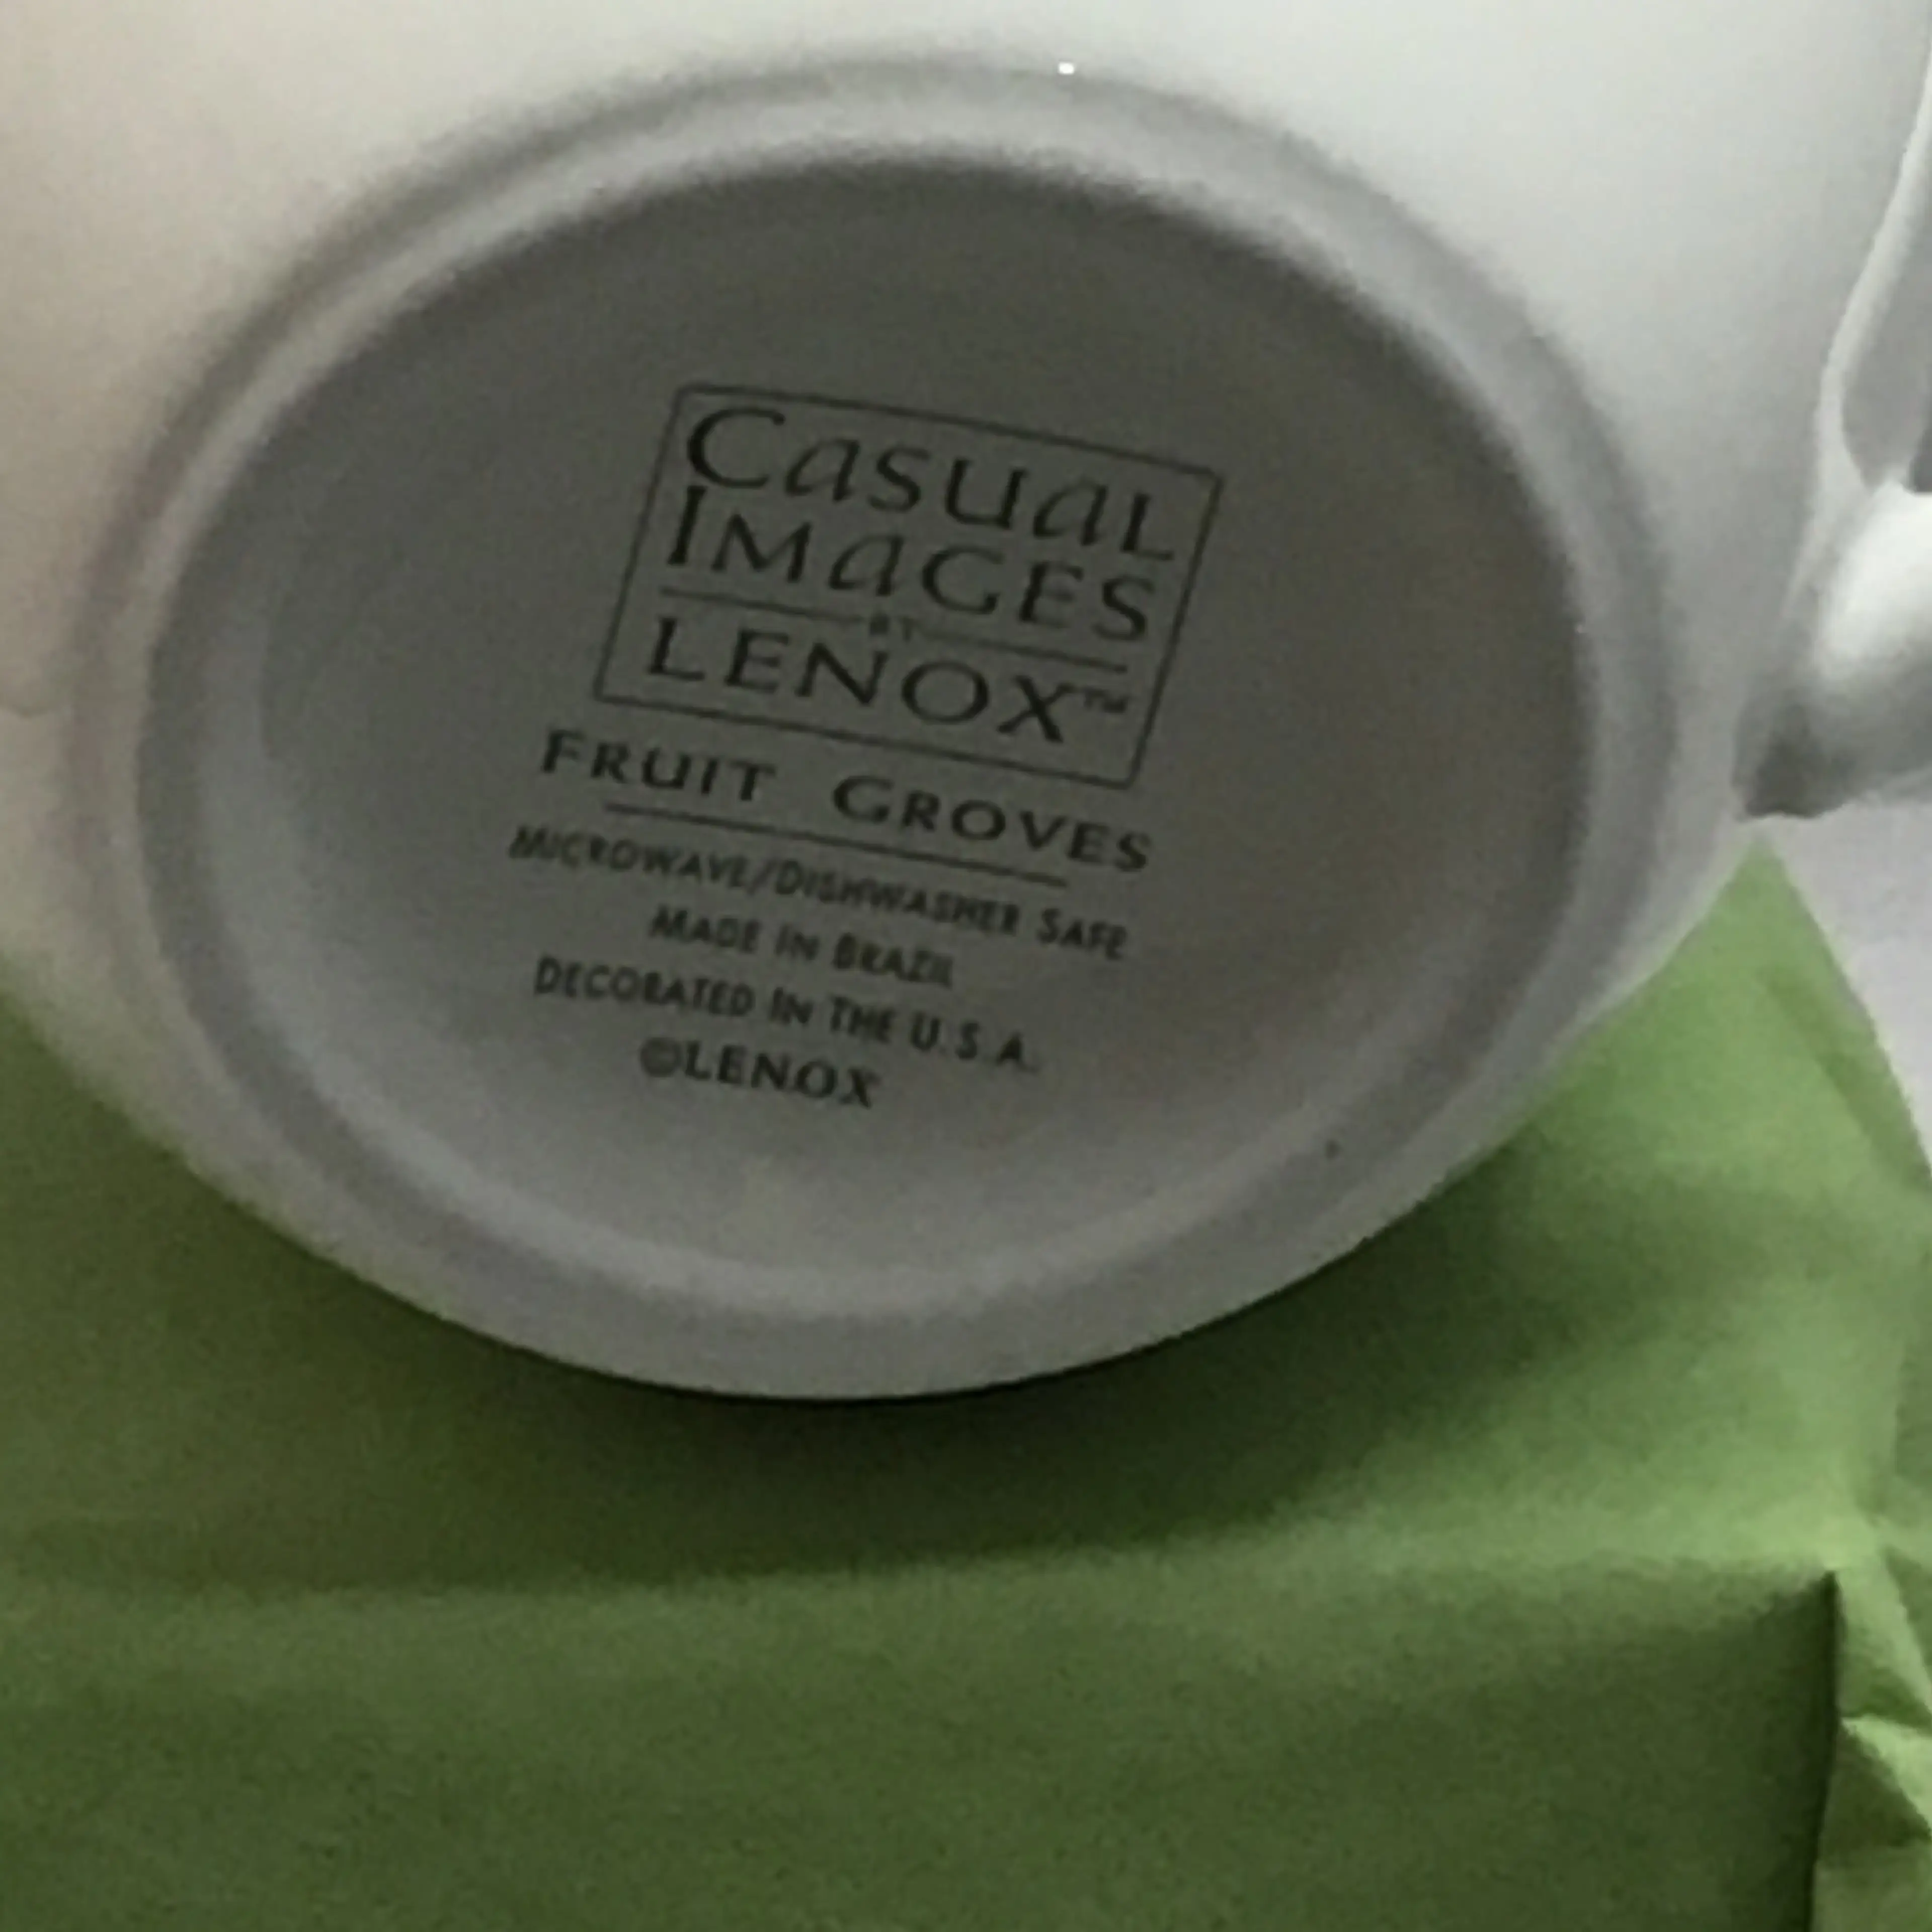 CASUAL
IMAGES
BY
LENOX™
FRUIT GROVES
MICROWAVE/DISHWASHER SAFE
MADE IN BRAZIL
DECORATED IN THE U.S.A.
©LENOX